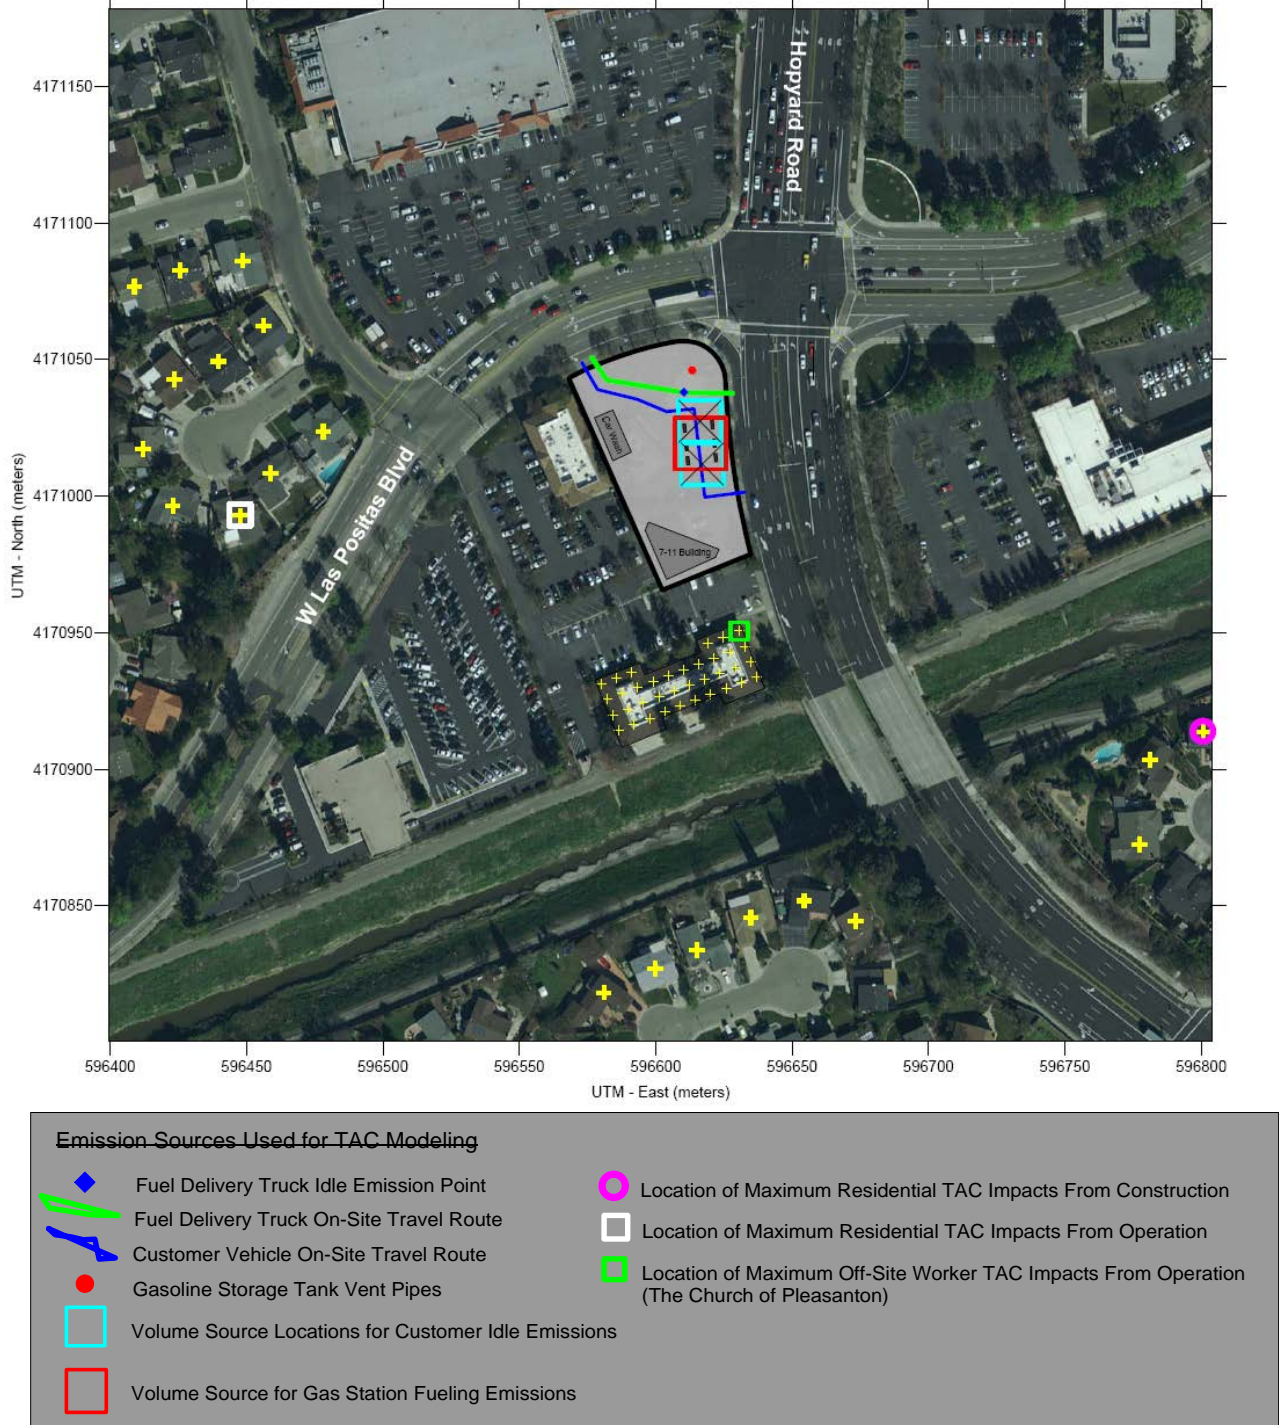 4171150
4171100
4171050
4171000
4170950
4170900
4170850
UTM - North (meters)
Hopyard Road
W Las Positas Blvd
Car Wash
7-11 Building
596400
596450
596500
596550
596600
596650
596700
596750
596800
UTM - East (meters)
Emission Sources Used for TAC Modeling
Fuel Delivery Truck Idle Emission Point
Fuel Delivery Truck On-Site Travel Route
Customer Vehicle On-Site Travel Route
Gasoline Storage Tank Vent Pipes
Volume Source Locations for Customer Idle Emissions
Volume Source for Gas Station Fueling Emissions
Location of Maximum Residential TAC Impacts From Construction
Location of Maximum Residential TAC Impacts From Operation
Location of Maximum Off-Site Worker TAC Impacts From Operation
(The Church of Pleasanton)